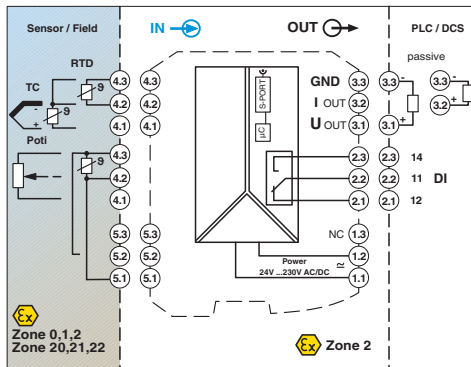 Sensor / Field
IN
OUT
PLC / DCS
RTD
TC
ϑ
ϑ
-
+
4.3
4.2
4.1
4.3
4.2
4.1
Poti
ϑ
4.3
4.2
4.1
5.3
5.2
5.1
5.3
5.2
5.1
S-PORT
µC
GND
I OUT
U OUT
3.3
3.2
3.1
passive
3.3
-
3.1
+
3.3
-
3.2
+
2.3
2.2
2.1
2.3
2.2
2.1
14
11
12
DI
NC
1.3
1.2
1.1
Power
24V ...230V AC/DC
Ex
Zone 0,1,2
Zone 20,21,22
Ex
Zone 2